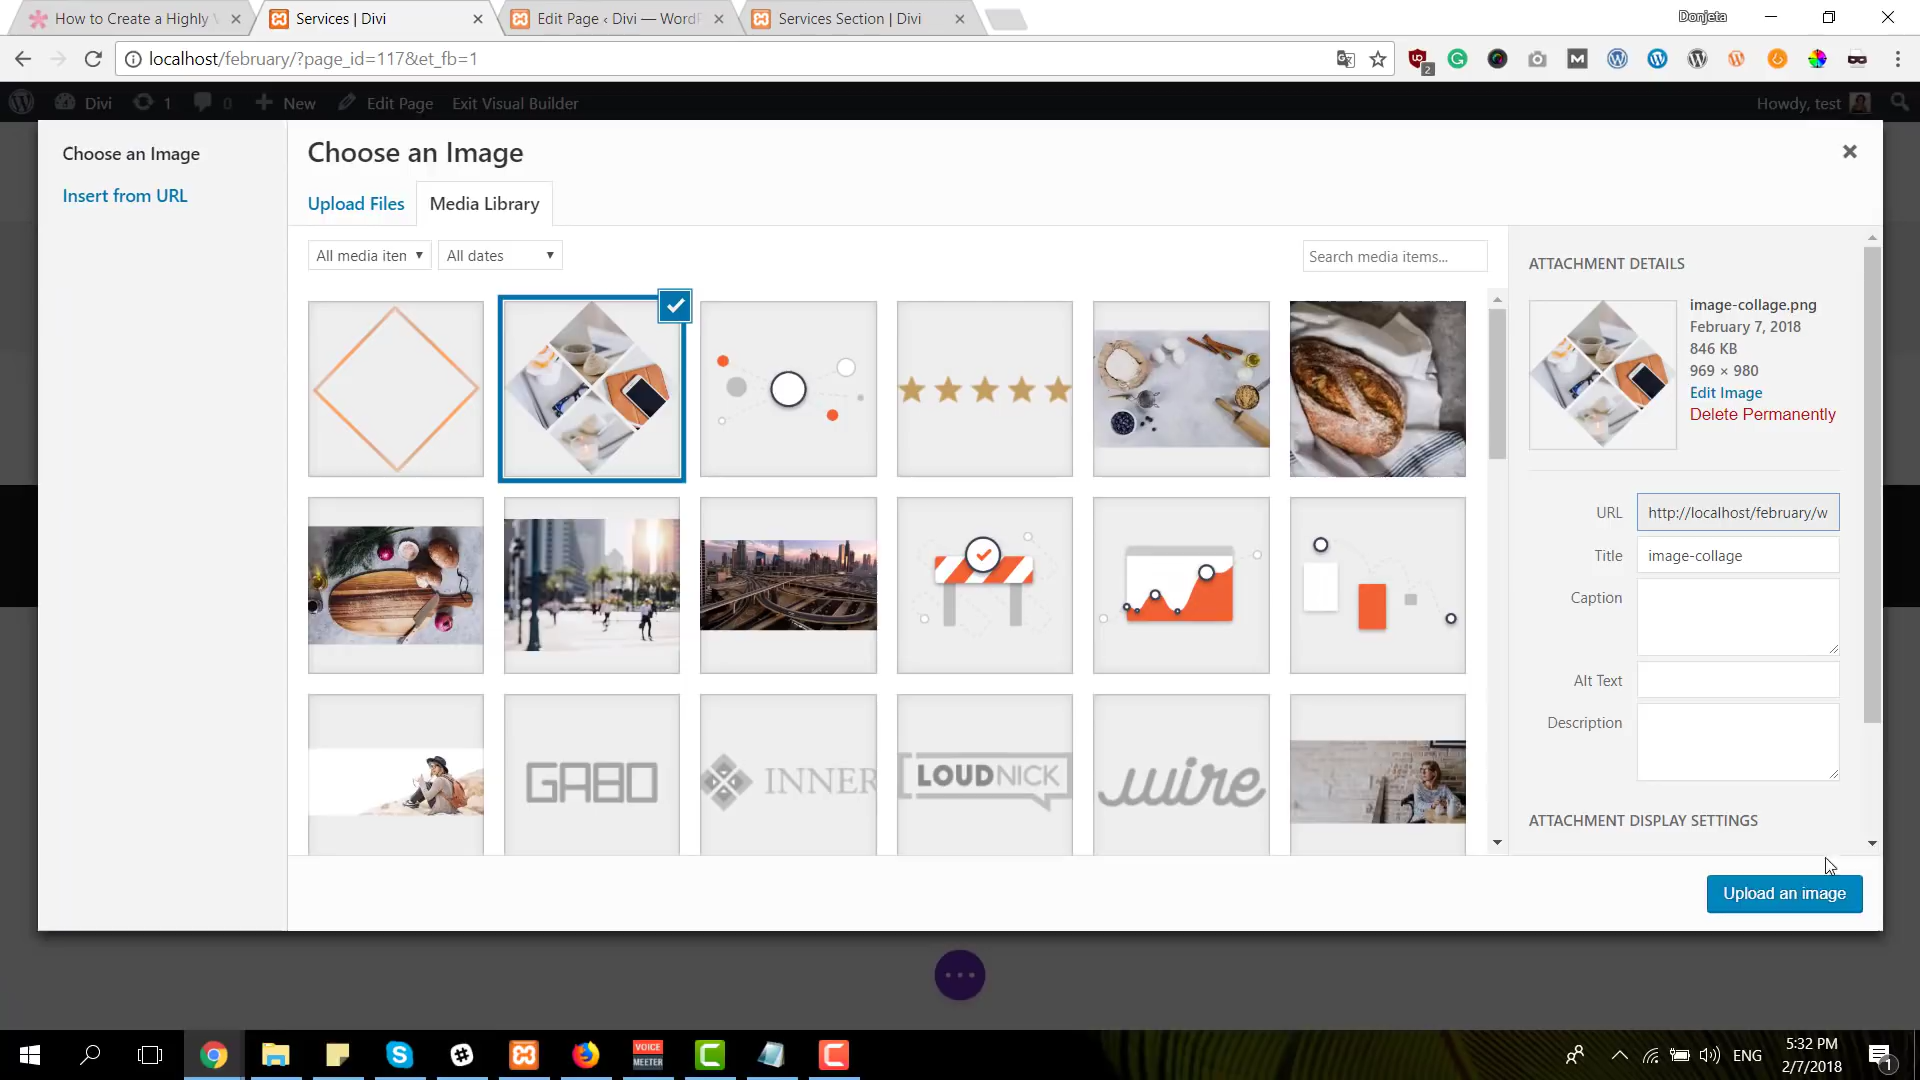 How to Create a Highly
Services | Divi
Edit Page ‹ Divi — WordP
Services Section | Divi
Donjeta
localhost/february/?page_id=117&et_fb=1
2
Divi
1
0
New
Edit Page
Exit Visual Builder
Howdy, test
Choose an Image
Insert from URL
Choose an Image
Upload Files
Media Library
All media item
All dates
Search media items...
ATTACHMENT DETAILS
image-collage.png
February 7, 2018
846 KB
969 × 980
Edit Image
Delete Permanently
URL
http://localhost/february/w
Title
image-collage
Caption
Alt Text
Description
GABO
INNER
LOUDNICK
wire
ATTACHMENT DISPLAY SETTINGS
Upload an image
VOICE
MEETER
ENG
5:32 PM
2/7/2018
1